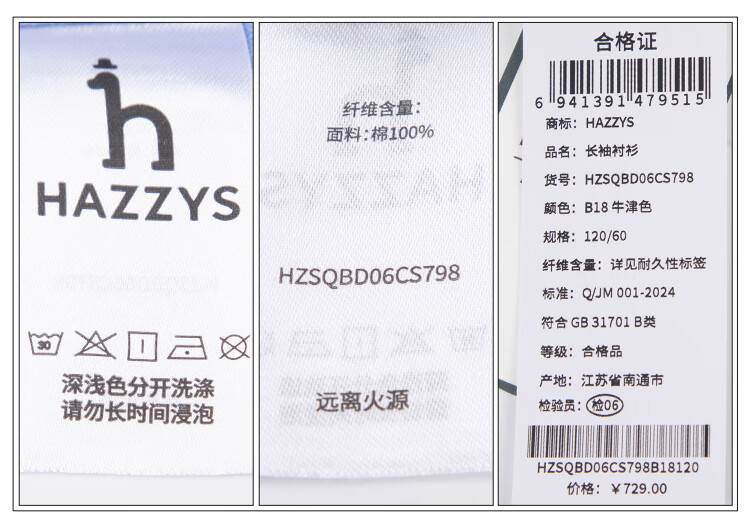 HAZZYS
30
深浅色分开洗涤
请勿长时间浸泡
纤维含量：
面料：棉100%
HZSQBD06CS798
远离火源
合格证
6 941391 479515
商标：HAZZYS
品名：长袖衬衫
货号：HZSQBD06CS798
颜色：B18 牛津色
规格：120/60
纤维含量：详见耐久性标签
标准：Q/JM 001-2024
符合 GB 31701 B类
等级：合格品
产地：江苏省南通市
检验员：检06
HZSQBD06CS798B18120
价格：￥729.00